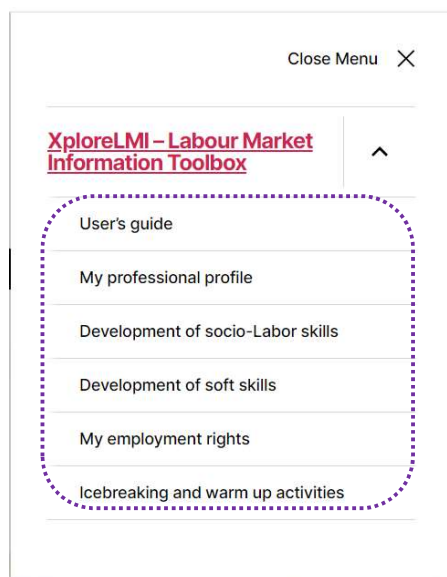 Close Menu
XploreLMI – Labour Market
Information Toolbox
User's guide
My professional profile
Development of socio-Labor skills
Development of soft skills
My employment rights
Icebreaking and warm up activities